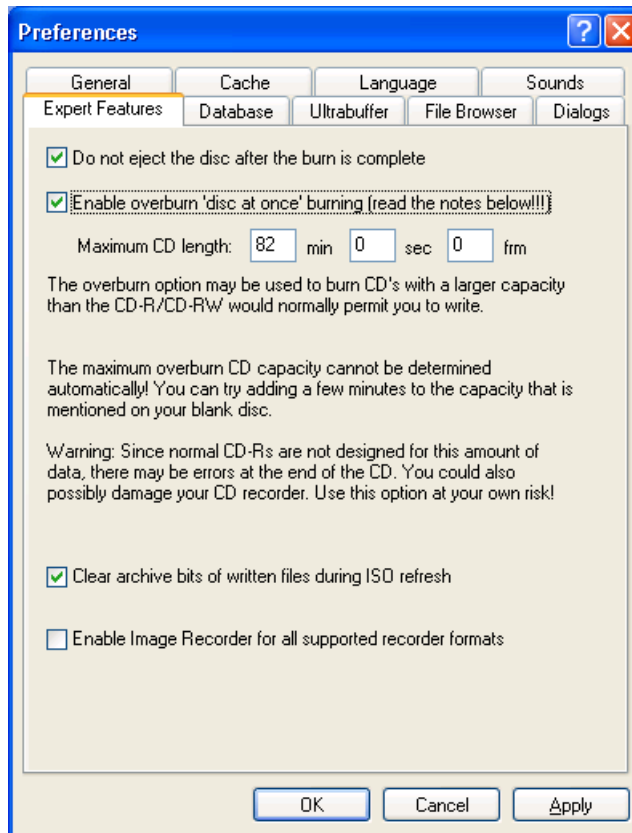 Preferences
General Cache Language Sounds
Expert Features Database Ultrabuffer File Browser Dialogs
Do not eject the disc after the burn is complete
Enable overburn 'disc at once' burning (read the notes below!!!)
Maximum CD length: 82 min 0 sec 0 frm
The overburn option may be used to burn CD's with a larger capacity
than the CD-R/CD-RW would normally permit you to write.
The maximum overburn CD capacity cannot be determined
automatically! You can try adding a few minutes to the capacity that is
mentioned on your blank disc.
Warning: Since normal CD-Rs are not designed for this amount of
data, there may be errors at the end of the CD. You could also
possibly damage your CD recorder. Use this option at your own risk!
Clear archive bits of written files during ISO refresh
Enable Image Recorder for all supported recorder formats
OK Cancel Apply